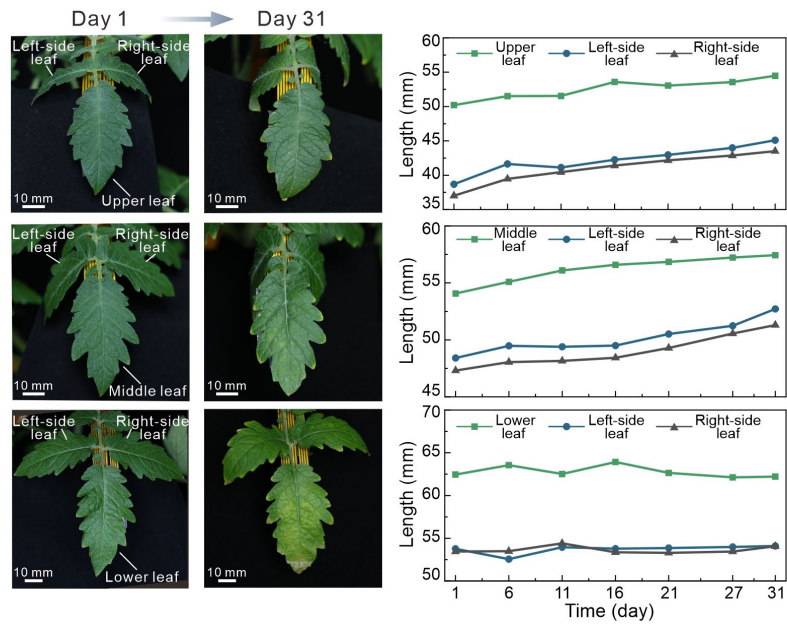 Day 1
Day 31
Left-side
leaf
Right-side
leaf
Upper leaf
10 mm
10 mm
Left-side
leaf
Right-side
leaf
Middle leaf
10 mm
10 mm
Left-side
leaf
Right-side
leaf
Lower leaf
10 mm
10 mm
Length (mm)
60
55
50
45
40
35
Upper
leaf
Left-side
leaf
Right-side
leaf
Length (mm)
60
55
50
45
Middle
leaf
Left-side
leaf
Right-side
leaf
Length (mm)
70
65
60
55
50
Lower
leaf
Left-side
leaf
Right-side
leaf
1 6 11 16 21 27 31
Time (day)